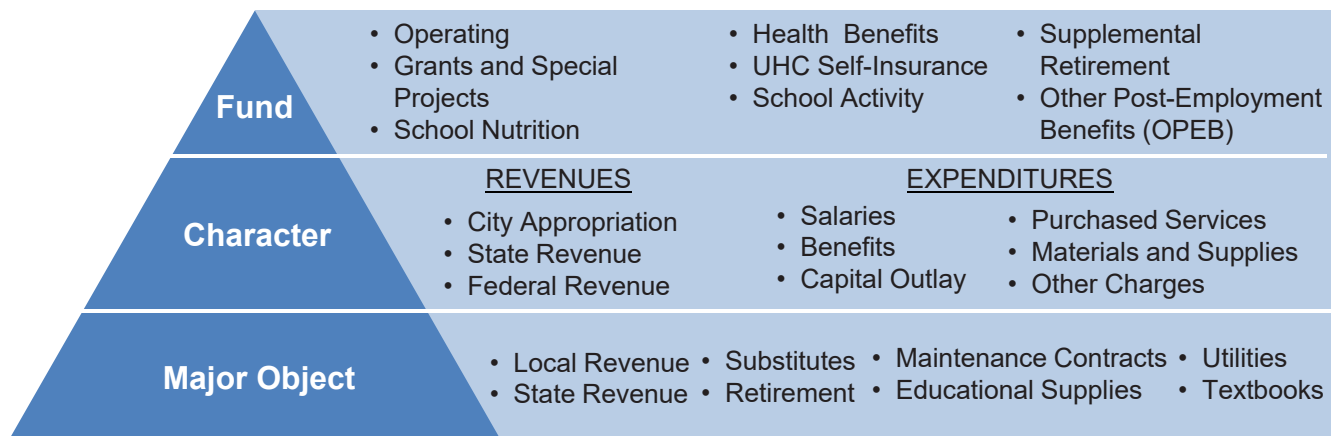 Fund
• Operating
• Grants and Special
Projects
• School Nutrition
• Health Benefits
• UHC Self-Insurance
• School Activity
• Supplemental
Retirement
• Other Post-Employment
Benefits (OPEB)
Character
REVENUES
• City Appropriation
• State Revenue
• Federal Revenue
EXPENDITURES
• Salaries
• Benefits
• Capital Outlay
• Purchased Services
• Materials and Supplies
• Other Charges
Major Object
• Local Revenue
• State Revenue
• Substitutes
• Retirement
• Maintenance Contracts
• Educational Supplies
• Utilities
• Textbooks